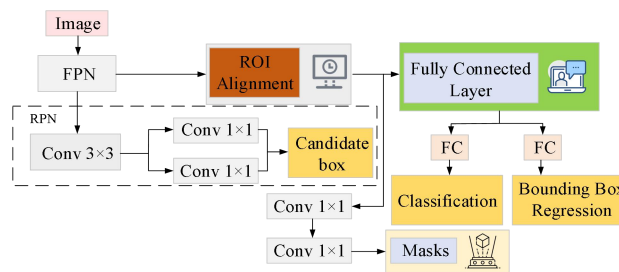 Image
FPN
ROI
Alignment
Fully Connected
Layer
RPN
Conv 3×3
Conv 1×1
Conv 1×1
Candidate
box
FC
FC
Classification
Bounding Box
Regression
Conv 1×1
Conv 1×1
Masks